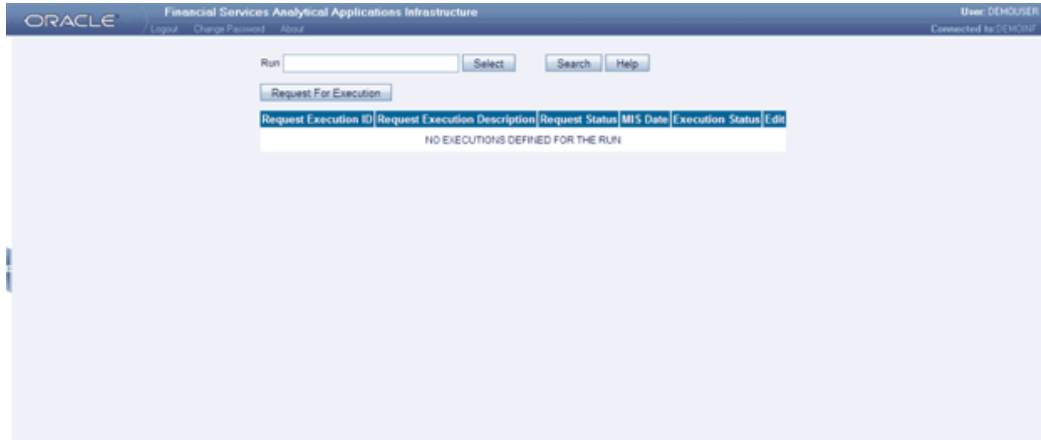 ORACLE
Financial Services Analytical Applications Infrastructure
User: DEMOUSER
Logout Change Password About
Connected to: DEMOINF
Run Select Search Help
Request For Execution
Request Execution ID Request Execution Description Request Status MIS Date Execution Status Edit
NO EXECUTIONS DEFINED FOR THE RUN